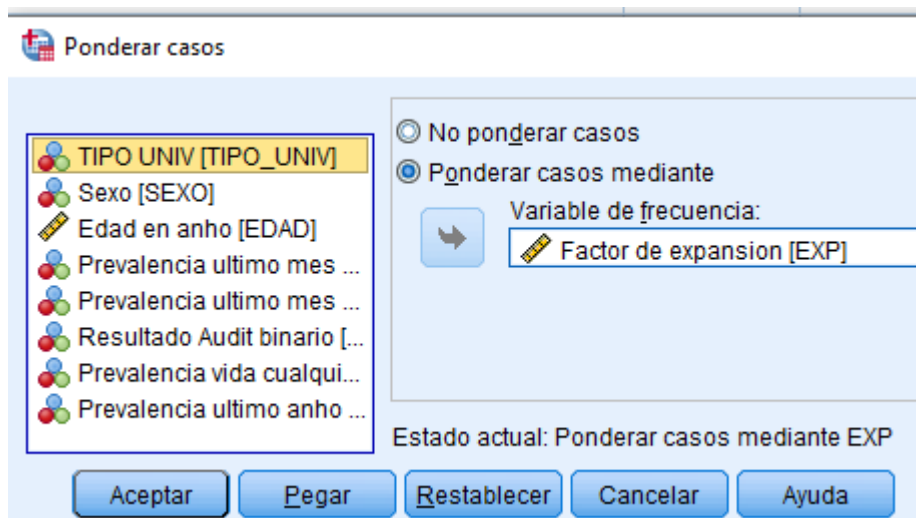 Ponderar casos
TIPO UNIV [TIPO_UNIV]
Sexo [SEXO]
Edad en anho [EDAD]
Prevalencia ultimo mes ...
Prevalencia ultimo mes ...
Resultado Audit binario [...
Prevalencia vida cualqui...
Prevalencia ultimo anho ...
No ponderar casos
Ponderar casos mediante
Variable de frecuencia:
Factor de expansion [EXP]
Estado actual: Ponderar casos mediante EXP
Aceptar Pegar Restablecer Cancelar Ayuda